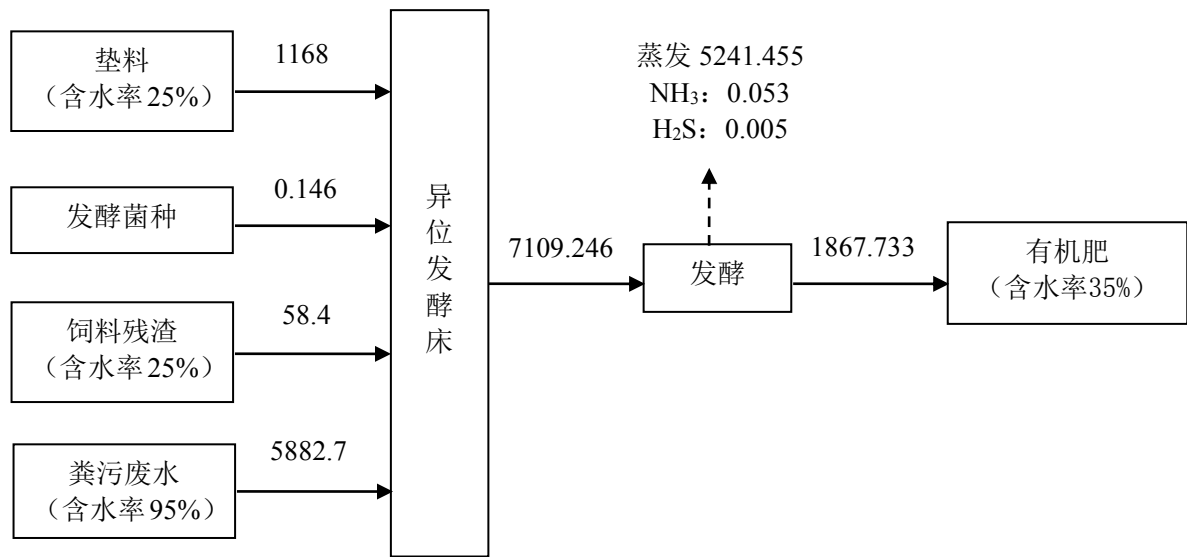 垫料
（含水率25%）
1168
发酵菌种
0.146
饲料残渣
（含水率25%）
58.4
粪污废水
（含水率95%）
5882.7
异
位
发
酵
床
7109.246
蒸发 5241.455
NH₃：0.053
H₂S：0.005
发酵
1867.733
有机肥
（含水率35%）